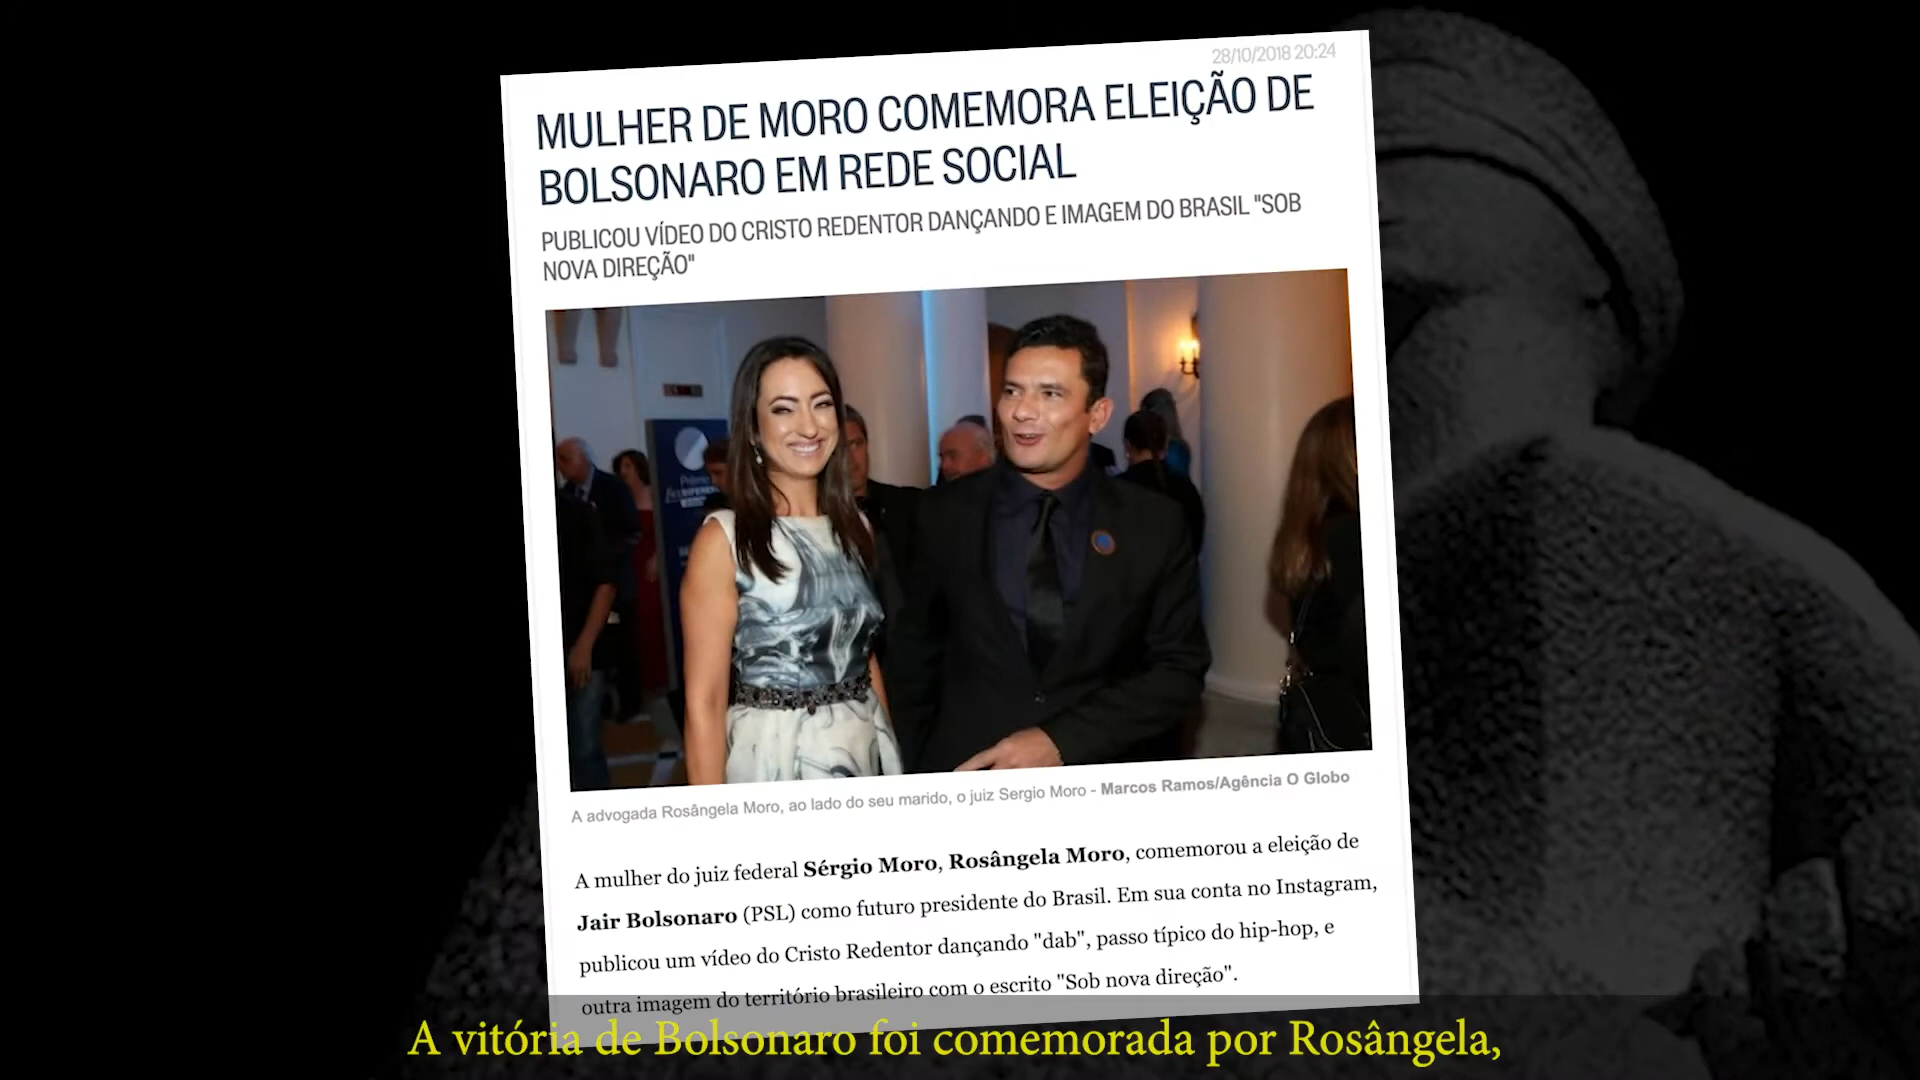 28/10/2018 20:24
MULHER DE MORO COMEMORA ELEIÇÃO DE
BOLSONARO EM REDE SOCIAL
PUBLICOU VÍDEO DO CRISTO REDENTOR DANÇANDO E IMAGEM DO BRASIL "SOB
NOVA DIREÇÃO"
A advogada Rosângela Moro, ao lado do seu marido, o juiz Sergio Moro - Marcos Ramos/Agência O Globo
A mulher do juiz federal Sérgio Moro, Rosângela Moro, comemorou a eleição de
Jair Bolsonaro (PSL) como futuro presidente do Brasil. Em sua conta no Instagram,
publicou um vídeo do Cristo Redentor dançando "dab", passo típico do hip-hop, e
outra imagem do território brasileiro com o escrito "Sob nova direção".
A vitória de Bolsonaro foi comemorada por Rosângela,